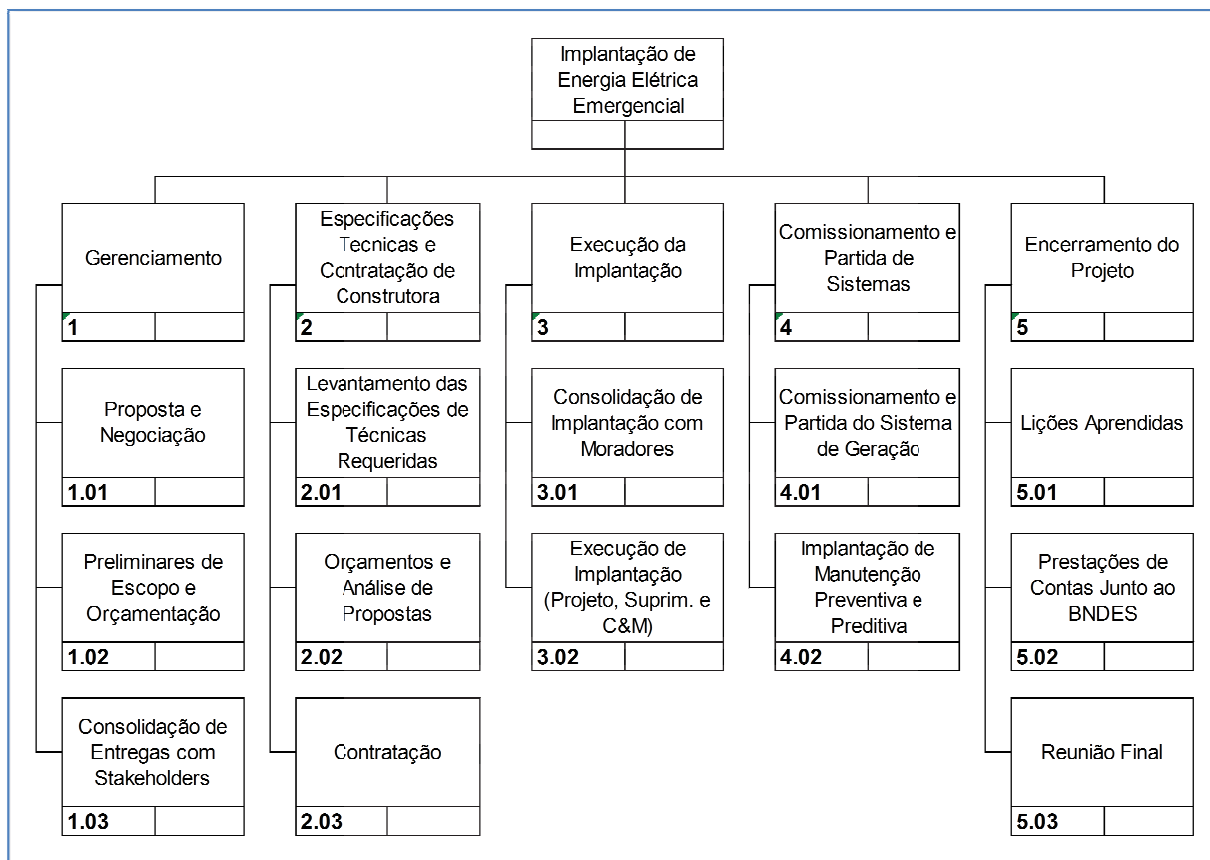 Implantação de
Energia Elétrica
Emergencial
Gerenciamento
1
Especificações
Tecnicas e
Contratação de
Construtora
2
Execução da
Implantação
3
Comissionamento e
Partida de
Sistemas
4
Encerramento do
Projeto
5
Proposta e
Negociação
1.01
Levantamento das
Especificações de
Técnicas
Requeridas
2.01
Consolidação de
Implantação com
Moradores
3.01
Comissionamento e
Partida do Sistema
de Geração
4.01
Lições Aprendidas
5.01
Preliminares de
Escopo e
Orçamentação
1.02
Orçamentos e
Análise de
Propostas
2.02
Execução de
Implantação
(Projeto, Suprim. e
C&M)
3.02
Implantação de
Manutenção
Preventiva e
Preditiva
4.02
Prestações de
Contas Junto ao
BNDES
5.02
Consolidação de
Entregas com
Stakeholders
1.03
Contratação
2.03
Reunião Final
5.03